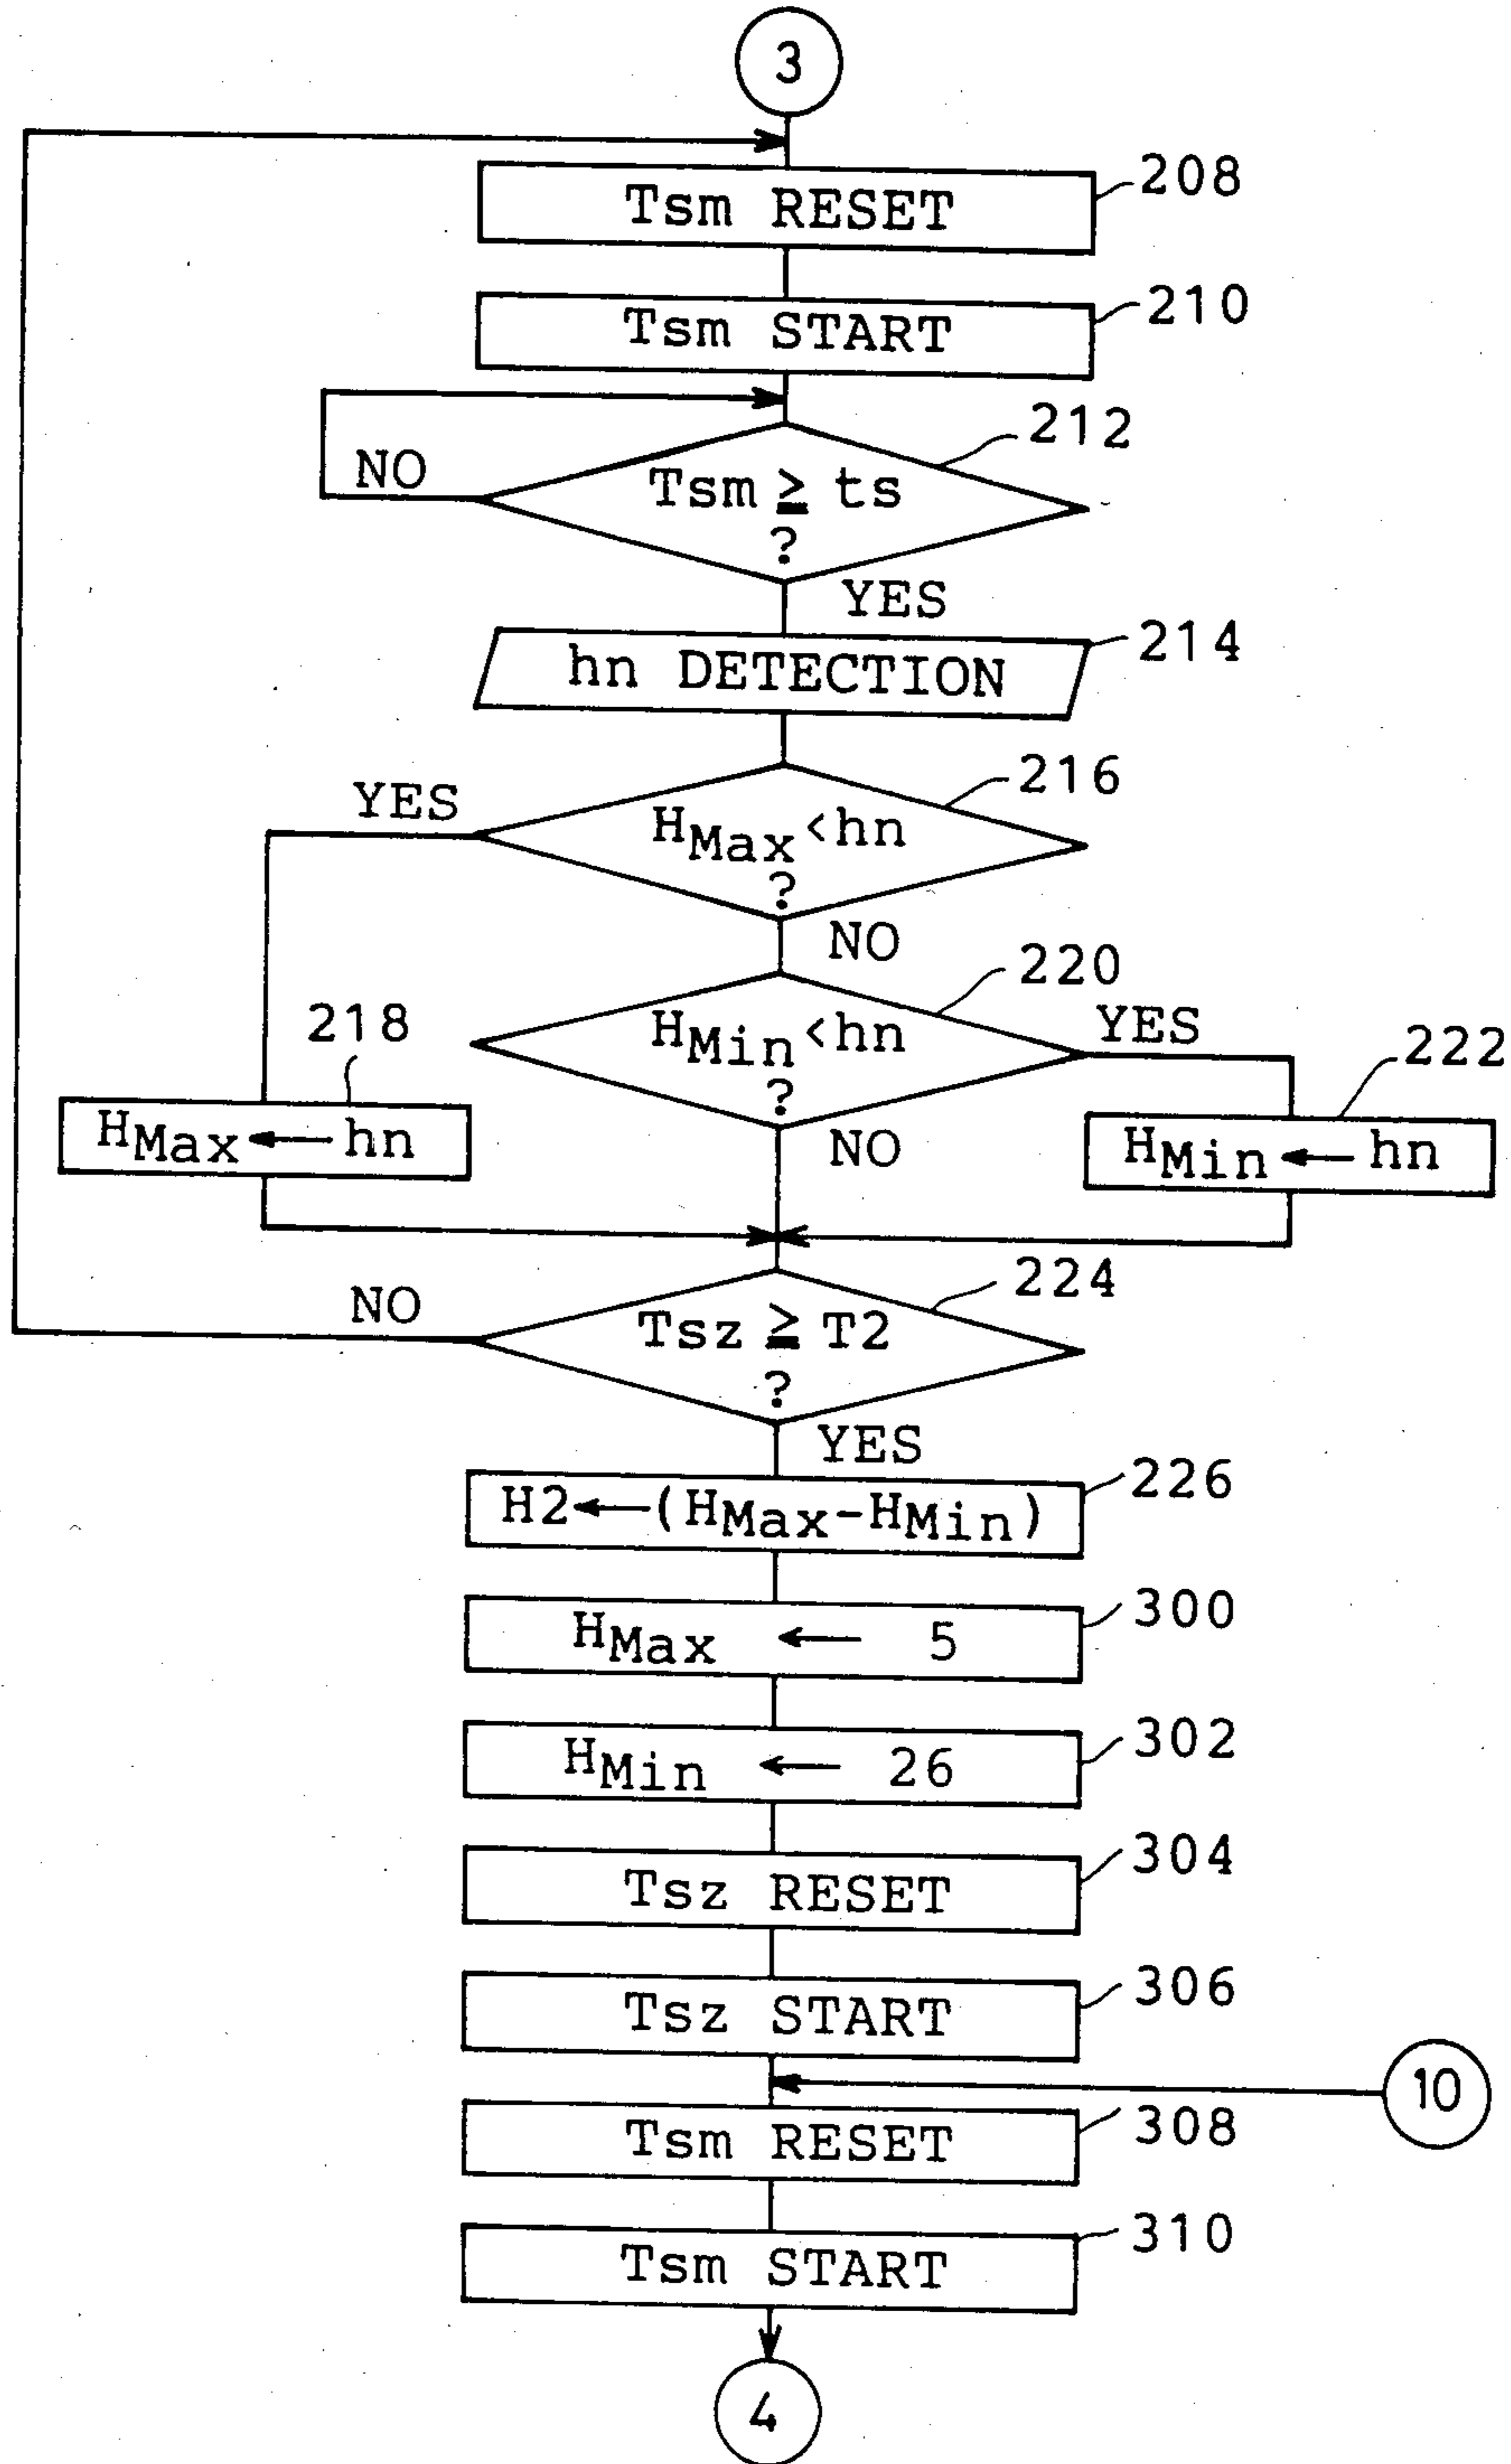 3
Tsm RESET
208
Tsm START
210
212
NO
Tsm ≧ ts
?
YES
hn DETECTION
214
216
YES
HMax<hn
?
NO
220
HMin<hn
?
YES
218
222
HMax ← hn
NO
HMin ← hn
224
NO
Tsz ≧ T2
?
YES
H2←(HMax-HMin)
226
HMax ← 5
300
HMin ← 26
302
Tsz RESET
304
Tsz START
306
10
Tsm RESET
308
Tsm START
310
4